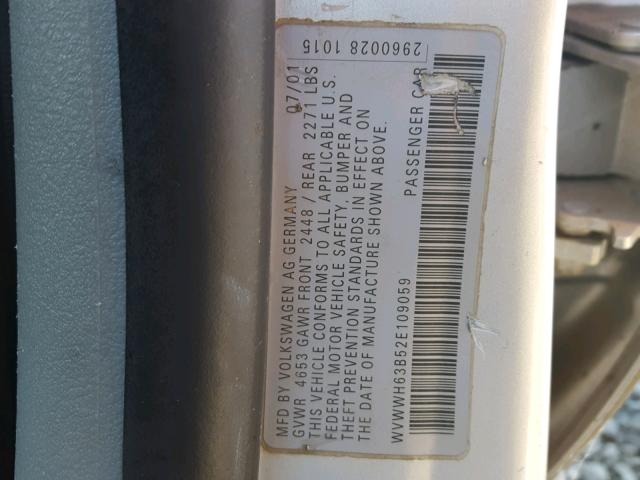 MFD BY VOLKSWAGEN AG GERMANY 07/01
GVWR 4653 GAWR FRONT 2448 / REAR 2271 LBS
THIS VEHICLE CONFORMS TO ALL APPLICABLE U.S.
FEDERAL MOTOR VEHICLE SAFETY, BUMPER AND
THEFT PREVENTION STANDARDS IN EFFECT ON
THE DATE OF MANUFACTURE SHOWN ABOVE.
WVWWH63B52E109059 PASSENGER CAR
2960028 1015